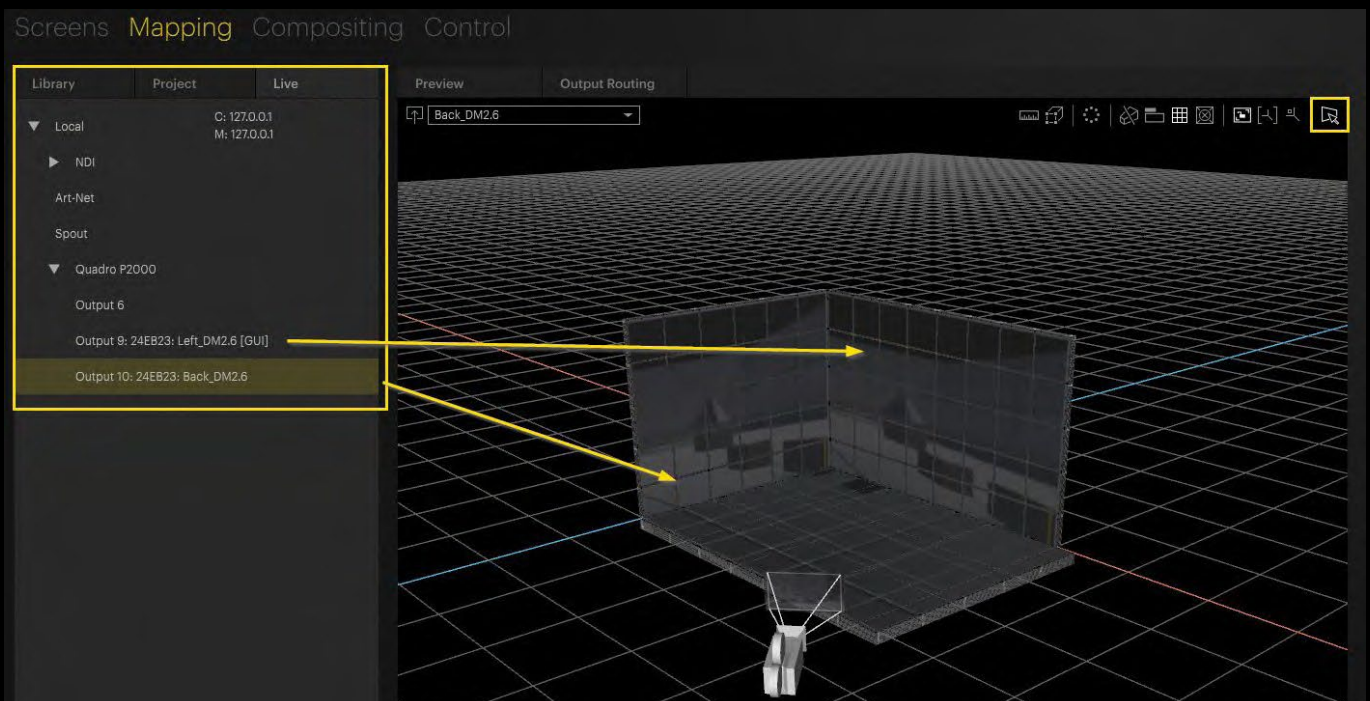 Screens Mapping Compositing Control
Library Project Live
Preview Output Routing
Local
C: 127.0.0.1
M: 127.0.0.1
NDI
Art-Net
Spout
Quadro P2000
Output 6
Output 9: 24EB23: Left_DM2.6 [GUI]
Output 10: 24EB23: Back_DM2.6
Back_DM2.6